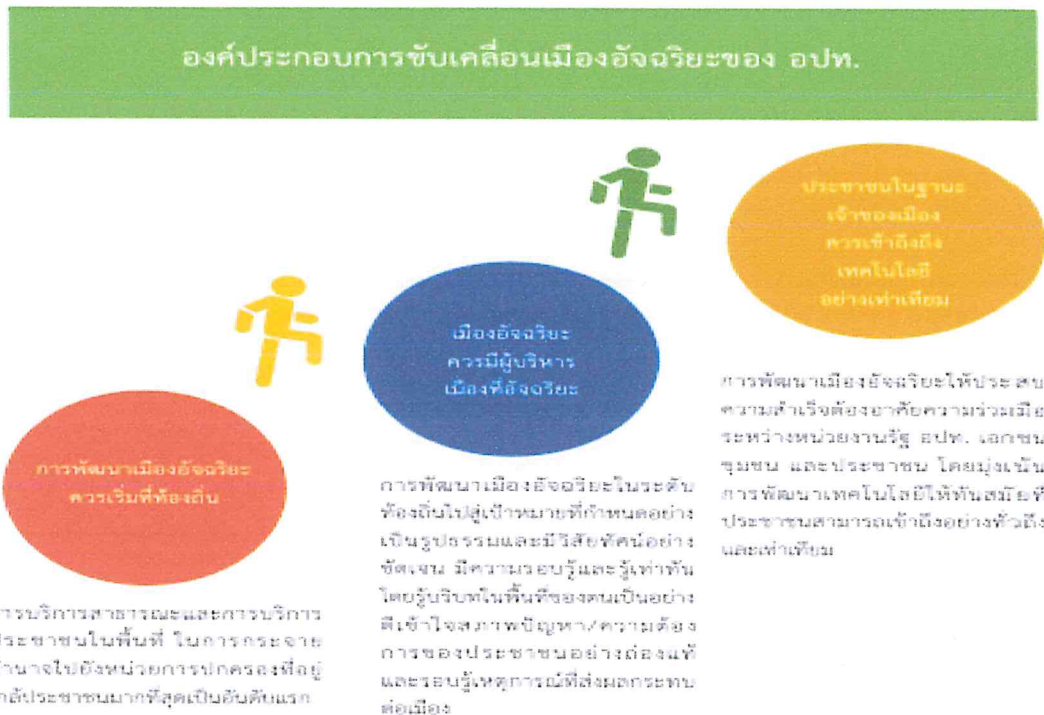 องค์ประกอบการขับเคลื่อนเมืองอัจฉริยะของ อปท.
การพัฒนาเมืองอัจฉริยะ
ควรเริ่มที่ท้องถิ่น
การบริการสาธารณะและการบริการ
ประชาชนในพื้นที่ ในการกระจาย
อำนาจไปยังหน่วยการปกครองที่อยู่
ใกล้ประชาชนมากที่สุดเป็นอันดับแรก
เมืองอัจฉริยะ
ควรมีผู้บริหาร
เมืองที่อัจฉริยะ
การพัฒนาเมืองอัจฉริยะในระดับ
ท้องถิ่นไปสู่เป้าหมายที่กำหนดอย่าง
เป็นรูปธรรมและมีวิสัยทัศน์อย่าง
ชัดเจน มีความรอบรู้และรู้เท่าทัน
โดยรู้บริบทในพื้นที่ของตนเป็นอย่าง
ดีเข้าใจสภาพปัญหา/ความต้อง
การของประชาชนอย่างถ่องแท้
และรอบรู้เหตุการณ์ที่ส่งผลกระทบ
ต่อเมือง
ประชาชนในฐานะ
เจ้าของเมือง
ควรเข้าถึงถึง
เทคโนโลยี
อย่างเท่าเทียม
การพัฒนาเมืองอัจฉริยะให้ประสบ
ความสำเร็จต้องอาศัยความร่วมมือ
ระหว่างหน่วยงานรัฐ อปท. เอกชน
ชุมชน และประชาชน โดยมุ่งเน้น
การพัฒนาเทคโนโลยีให้ทันสมัยที่
ประชาชนสามารถเข้าถึงอย่างทั่วถึง
และเท่าเทียม